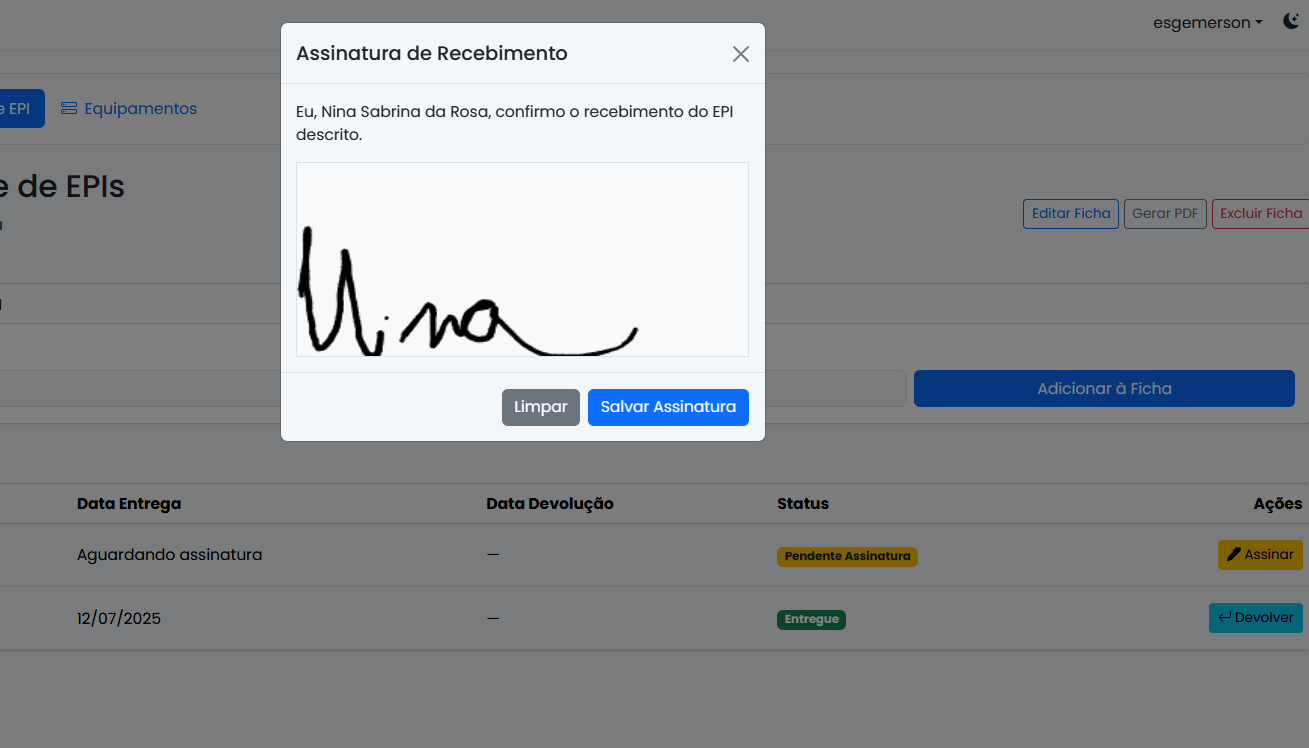 esgemerson
Assinatura de Recebimento
e EPI
Equipamentos
Eu, Nina Sabrina da Rosa, confirmo o recebimento do EPI
descrito.
e de EPIs
Editar Ficha
Gerar PDF
Excluir Ficha
Nina
Adicionar à Ficha
Limpar
Salvar Assinatura
Data Entrega
Data Devolução
Status
Ações
Aguardando assinatura
—
Pendente Assinatura
Assinar
12/07/2025
—
Entregue
Devolver